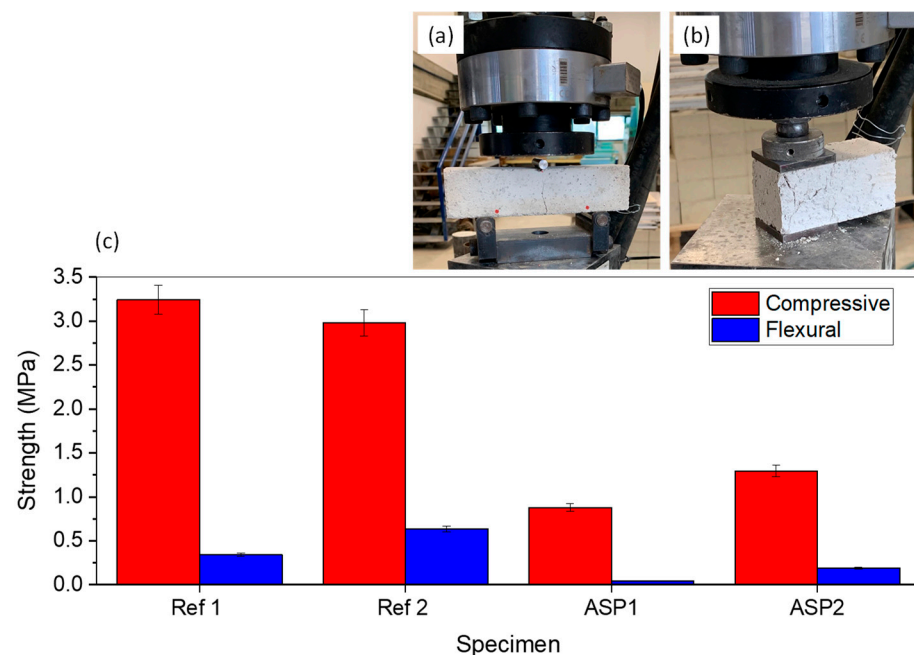 (a)
(b)
(c)
Strength (MPa)
3.5
3.0
2.5
2.0
1.5
1.0
0.5
0.0
Compressive
Flexural
Ref 1
Ref 2
ASP1
ASP2
Specimen